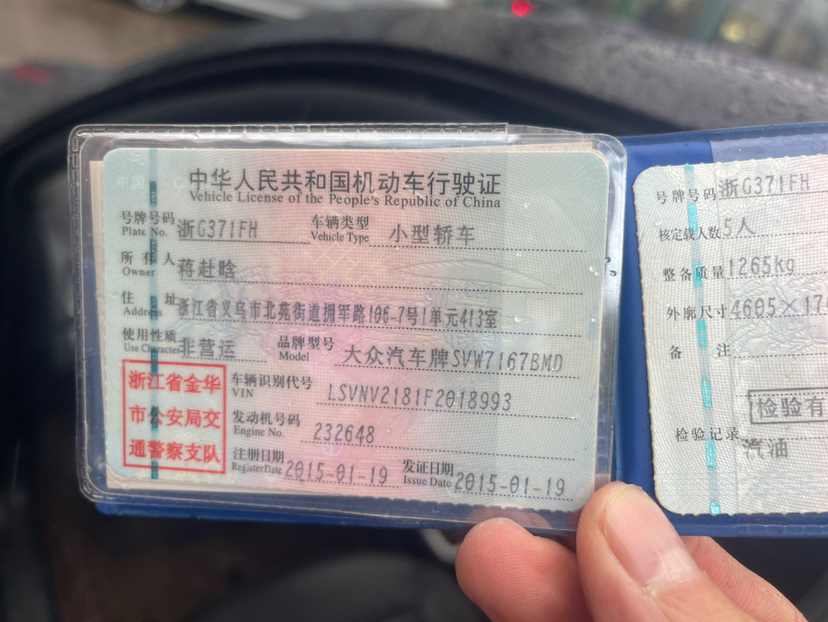 中华人民共和国机动车行驶证
Vehicle License of the People's Republic of China
号牌号码 浙G371FH 车辆类型 小型轿车
Plate No. Vehicle Type
所有人 蒋赴晗
Owner
住址 浙江省义乌市北苑街道拥军路106-7号1单元413室
Address
使用性质 非营运 品牌型号 大众汽车牌SVW7167BMD
Use Character Model
浙江省金华
市公安局交
通警察支队
车辆识别代号 LSVNV2181F2018993
VIN
发动机号码 232648
Engine No.
注册日期 2015-01-19 发证日期 2015-01-19
Register Date Issue Date
号牌号码 浙G371FH
核定载人数 5人
整备质量 1265kg
外廓尺寸 4605×17
备注
检验有
检验记录
汽油